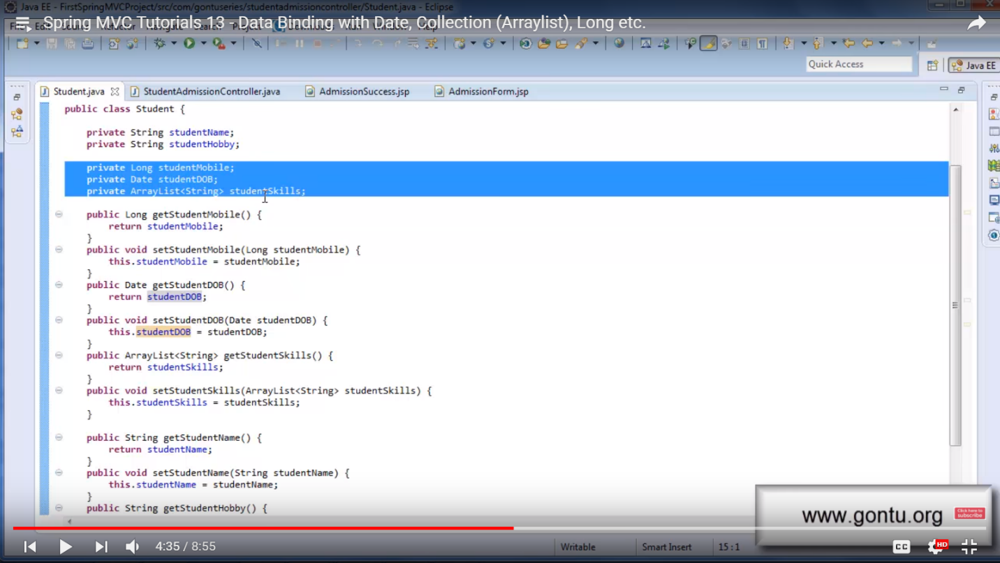 Java EE - FirstSpringMVCProject/src/com/gontuseries/studentadmissioncontroller/Student.java - Eclipse
Spring MVC Tutorials 13 - Data Binding with Date, Collection (Arraylist), Long etc.
Quick Access
Java EE
Student.java
StudentAdmissionController.java
AdmissionSuccess.jsp
AdmissionForm.jsp
public class Student {
private String studentName;
private String studentHobby;
private Long studentMobile;
private Date studentDOB;
private ArrayList<String> studentSkills;
public Long getStudentMobile() {
return studentMobile;
}
public void setStudentMobile(Long studentMobile) {
this.studentMobile = studentMobile;
}
public Date getStudentDOB() {
return studentDOB;
}
public void setStudentDOB(Date studentDOB) {
this.studentDOB = studentDOB;
}
public ArrayList<String> getStudentSkills() {
return studentSkills;
}
public void setStudentSkills(ArrayList<String> studentSkills) {
this.studentSkills = studentSkills;
}
public String getStudentName() {
return studentName;
}
public void setStudentName(String studentName) {
this.studentName = studentName;
}
public String getStudentHobby() {
www.gontu.org
Click here to
subscribe
4:35 / 8:55
Writable
Smart Insert
15 : 1
CC
HD